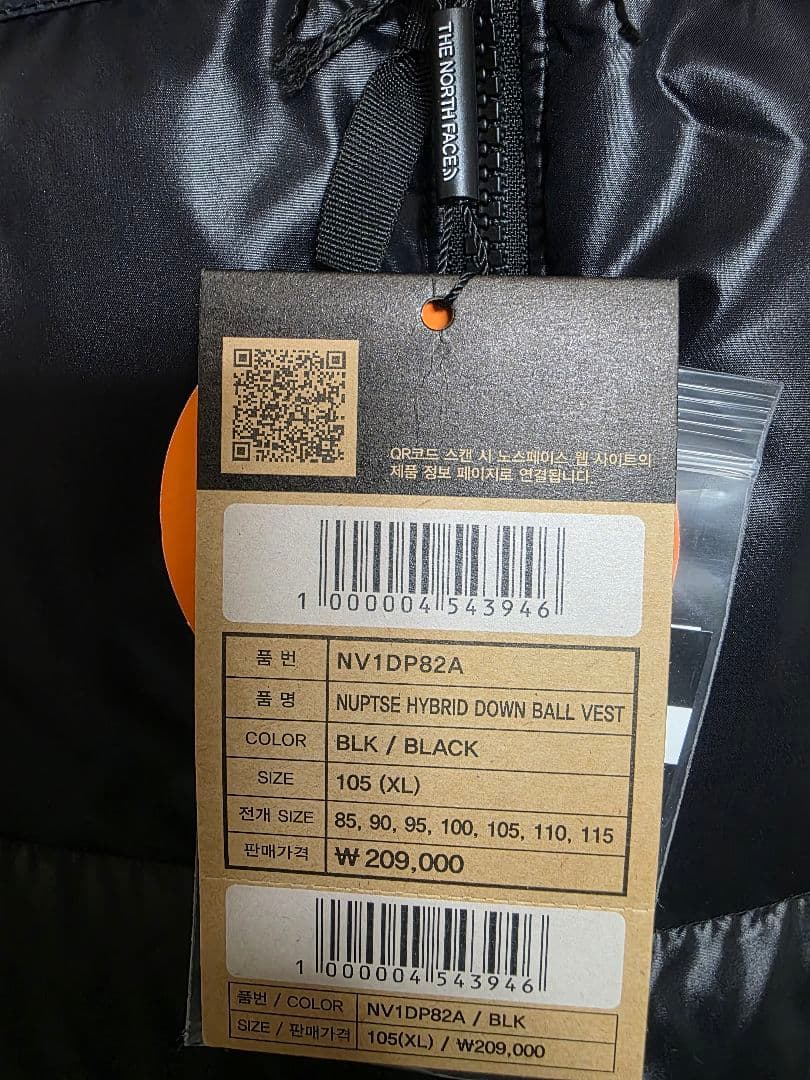 THE NORTH FACE
QR코드 스캔 시 노스페이스 웹 사이트의
제품 정보 페이지로 연결됩니다.
1 000004 543946
품 번 NV1DP82A
품 명 NUPTSE HYBRID DOWN BALL VEST
COLOR BLK / BLACK
SIZE 105 (XL)
전개 SIZE 85, 90, 95, 100, 105, 110, 115
판매가격 ₩ 209,000
1 000004 543946
품번 / COLOR NV1DP82A / BLK
SIZE / 판매가격 105(XL) / ₩209,000